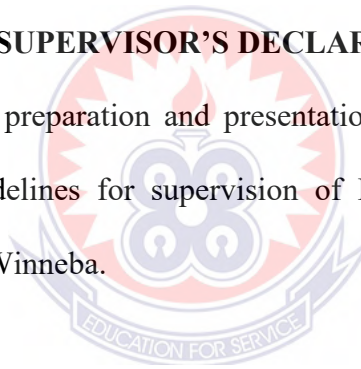 SUPERVISOR’S DECLAR
preparation and presentatio
delines for supervision of
Winneba.
EDUCATION FOR SERVICE